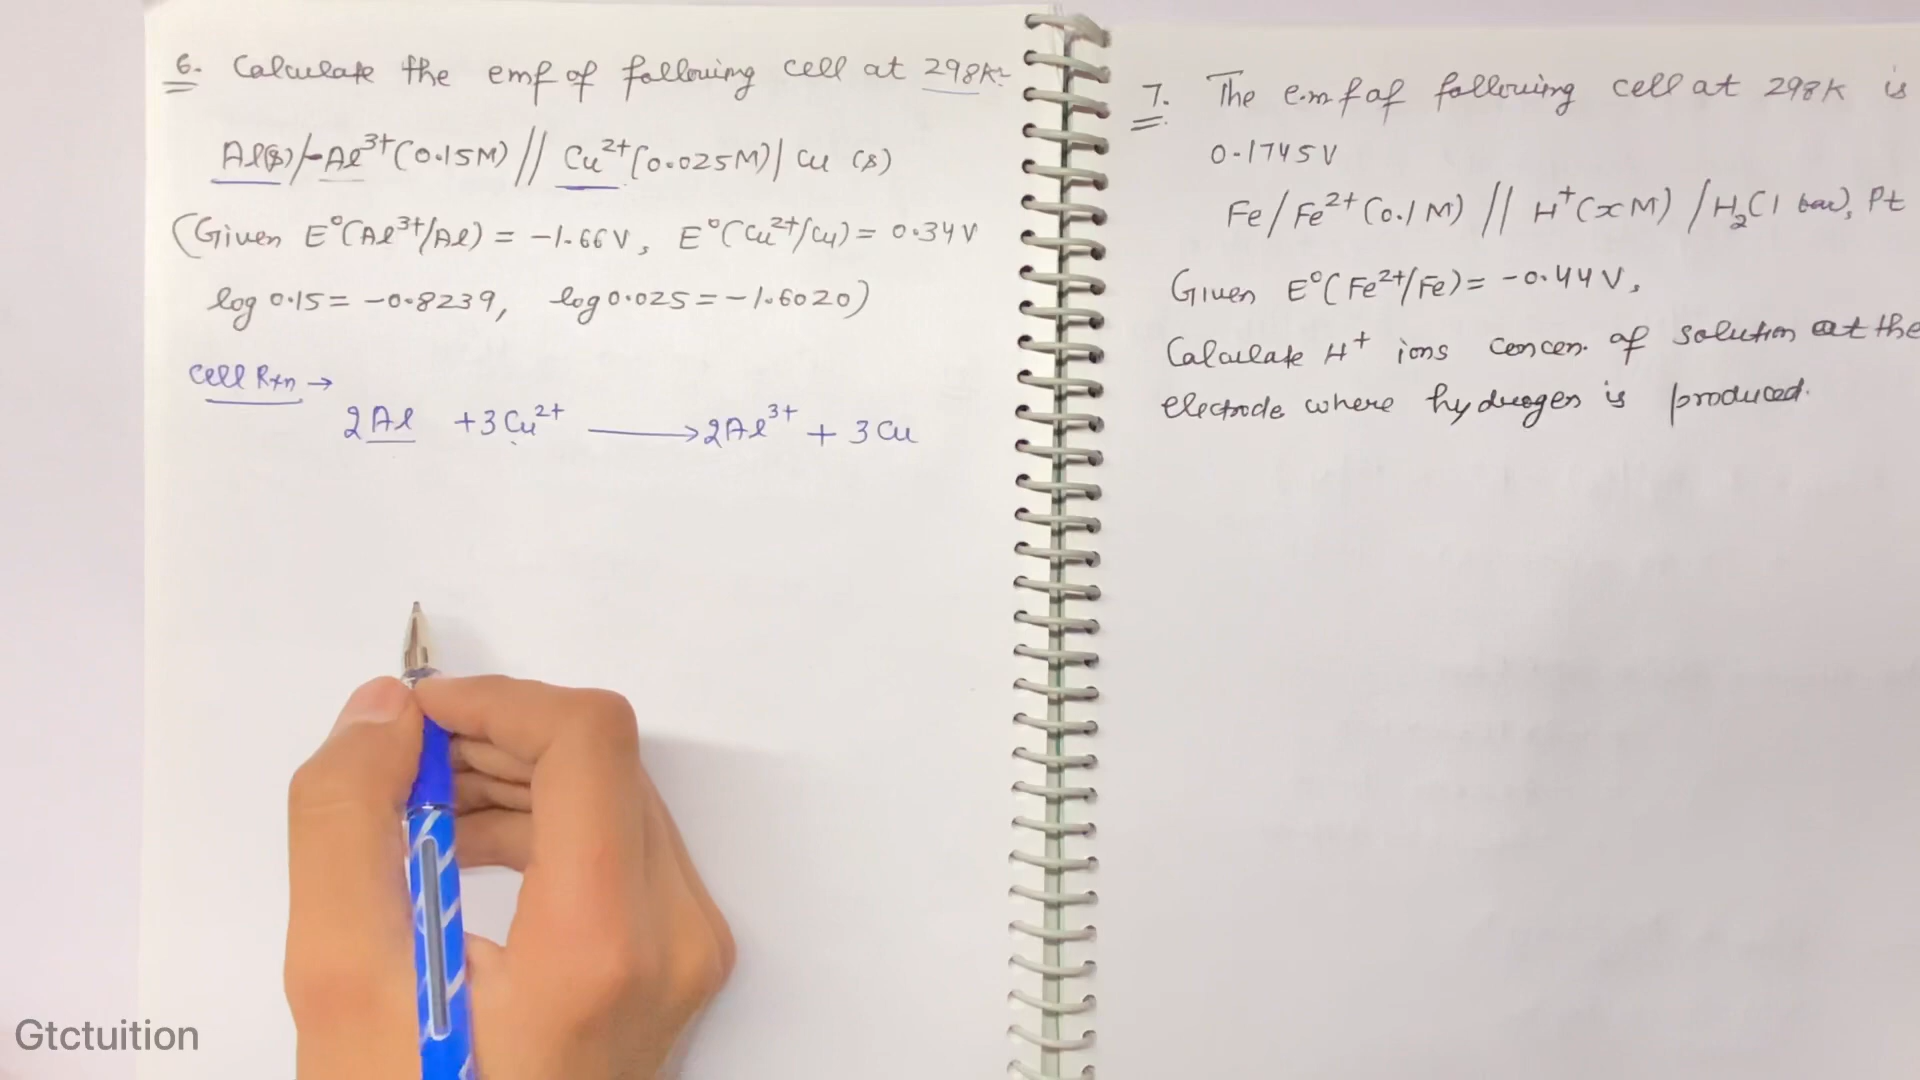 6. Calculate the emf of following cell at 298K:
Al(s)/Al³⁺(0.15M) // Cu²⁺(0.025M)| Cu (s)
(Given E°(Al³⁺/Al) = -1.66V, E°(Cu²⁺/Cu) = 0.34V
log 0.15 = -0.8239, log 0.025 = -1.6020)
Cell Rxn →
2Al + 3Cu²⁺ ⟶ 2Al³⁺ + 3Cu
7. The e.m.f of following cell at 298K is
0.1745V
Fe/Fe²⁺(0.1M) // H⁺(xM) /H₂(1 bar), Pt
Given E°(Fe²⁺/Fe) = -0.44V,
Calculate H⁺ ions concen. of solution at the
electrode where hydrogen is produced.
Gtctuition